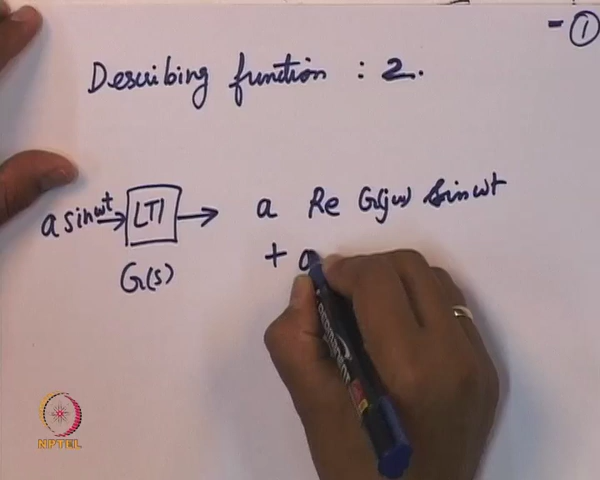 - ①
Describing function : 2.
a sin ωt LTI a Re G(jω) sin ωt
+ a
G(s)
NPTEL